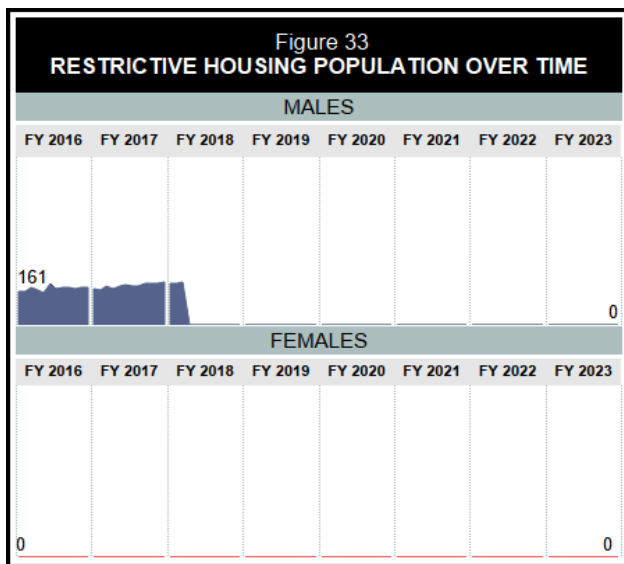 Figure 33
RESTRICTIVE HOUSING POPULATION OVER TIME
MALES
FY 2016 FY 2017 FY 2018 FY 2019 FY 2020 FY 2021 FY 2022 FY 2023
161
0
FEMALES
FY 2016 FY 2017 FY 2018 FY 2019 FY 2020 FY 2021 FY 2022 FY 2023
0 0